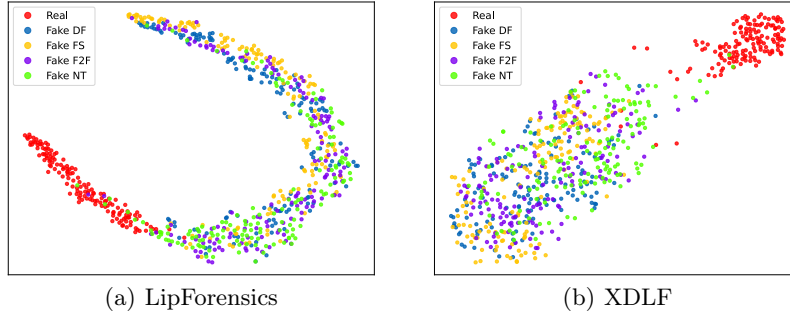 Real
Fake DF
Fake FS
Fake F2F
Fake NT
Real
Fake DF
Fake FS
Fake F2F
Fake NT
(a) LipForensics
(b) XDLF